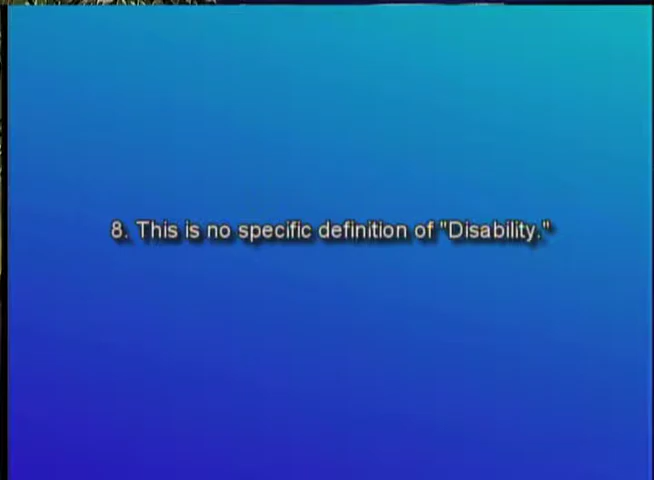 8. This is no specific definition of "Disability."